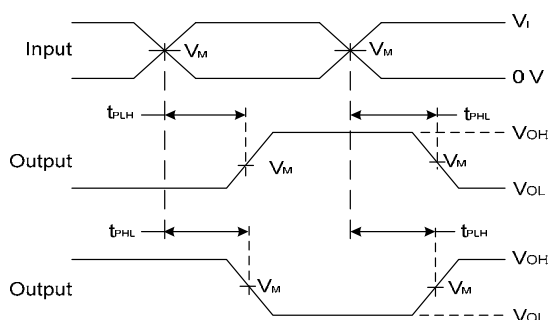 VI
Input VM VM
0 V
tPLH tPHL
VOH
Output VM VM
VOL
tPHL tPLH
VOH
VM VM
Output
VOL